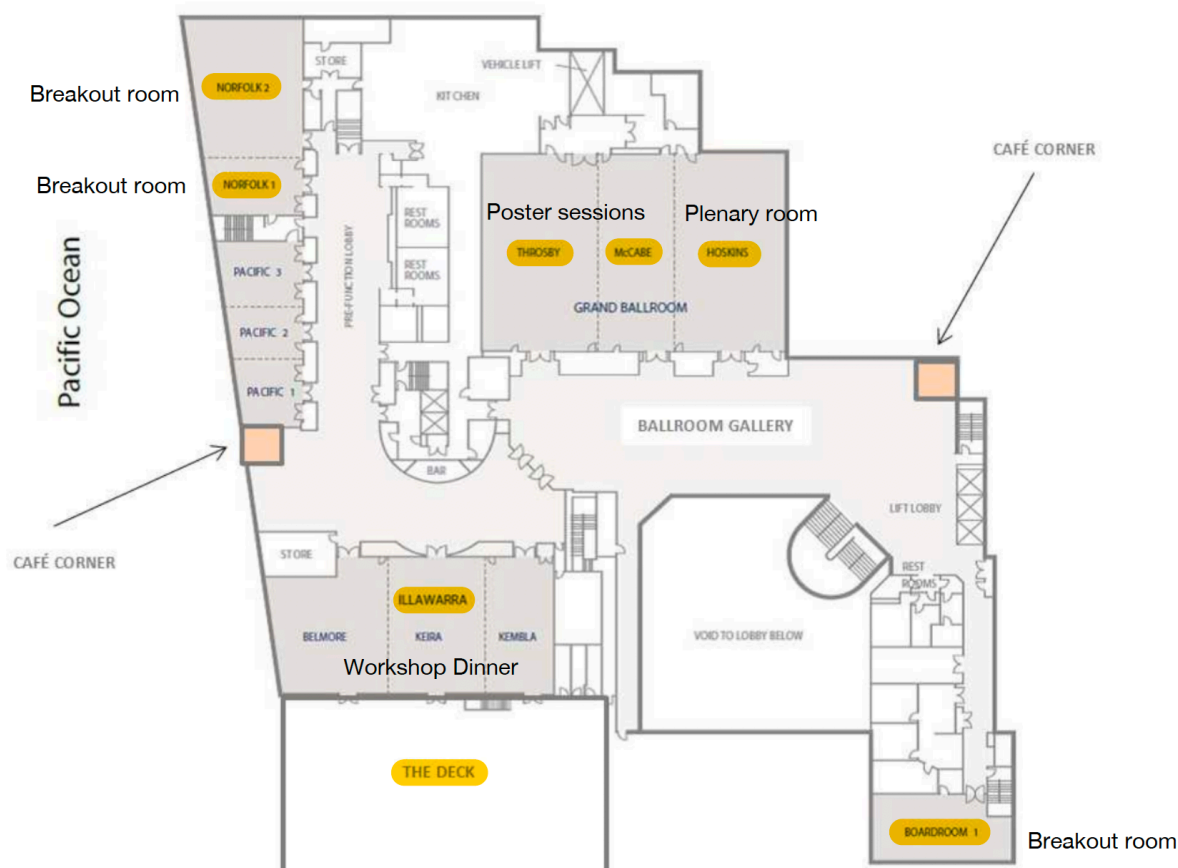 VEHICLE LIFT
STORE
KITCHEN
Breakout room
NORFOLK 2
CAFÉ CORNER
Breakout room
NORFOLK 1
REST
ROOMS
Poster sessions
Plenary room
THROSBY
McCABE
HOSKINS
PACIFIC 3
REST
ROOMS
PRE-FUNCTION LOBBY
GRAND BALLROOM
Pacific Ocean
PACIFIC 2
PACIFIC 1
BALLROOM GALLERY
BAR
LIFT LOBBY
CAFÉ CORNER
STORE
REST
ROOMS
ILLAWARRA
BELMORE
KEIRA
KEMBLA
VOID TO LOBBY BELOW
Workshop Dinner
THE DECK
BOARDROOM 1
Breakout room